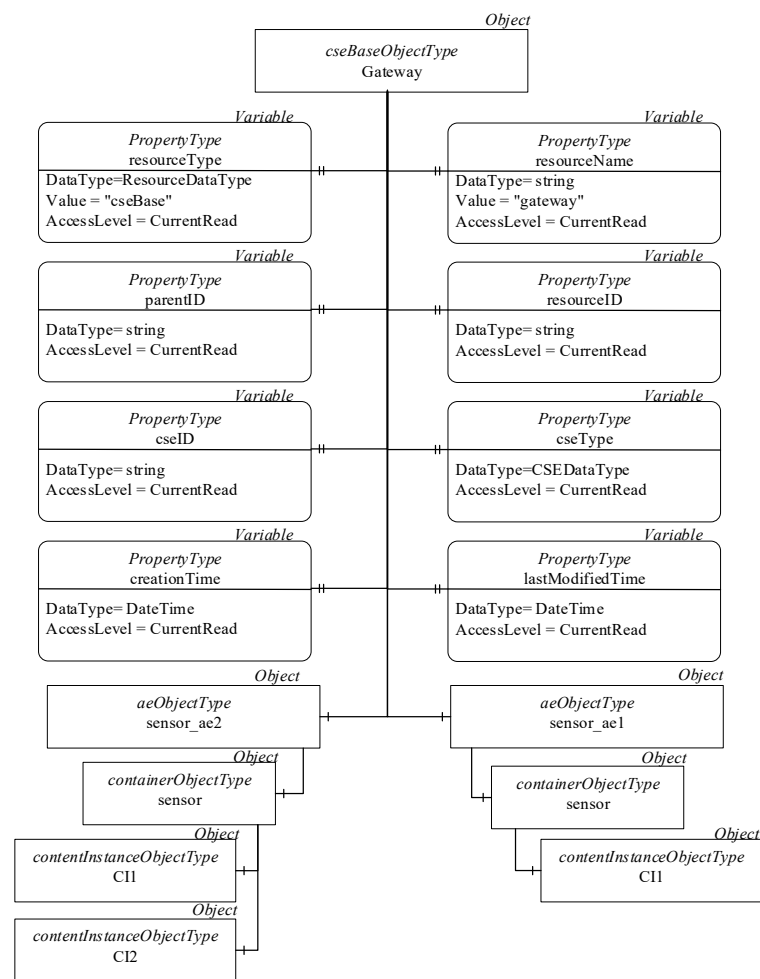 Object
cseBaseObjectType
Gateway
Variable
PropertyType
resourceType
DataType=ResourceDataType
Value = "cseBase"
AccessLevel = CurrentRead
Variable
PropertyType
resourceName
DataType= string
Value = "gateway"
AccessLevel = CurrentRead
Variable
PropertyType
parentID
DataType= string
AccessLevel = CurrentRead
Variable
PropertyType
resourceID
DataType= string
AccessLevel = CurrentRead
Variable
PropertyType
cseID
DataType= string
AccessLevel = CurrentRead
Variable
PropertyType
cseType
DataType=CSEDataType
AccessLevel = CurrentRead
Variable
PropertyType
creationTime
DataType= DateTime
AccessLevel = CurrentRead
Variable
PropertyType
lastModifiedTime
DataType= DateTime
AccessLevel = CurrentRead
Object
aeObjectType
sensor_ae2
Object
aeObjectType
sensor_ae1
Object
containerObjectType
sensor
Object
containerObjectType
sensor
Object
contentInstanceObjectType
CI1
Object
contentInstanceObjectType
CI1
Object
contentInstanceObjectType
CI2